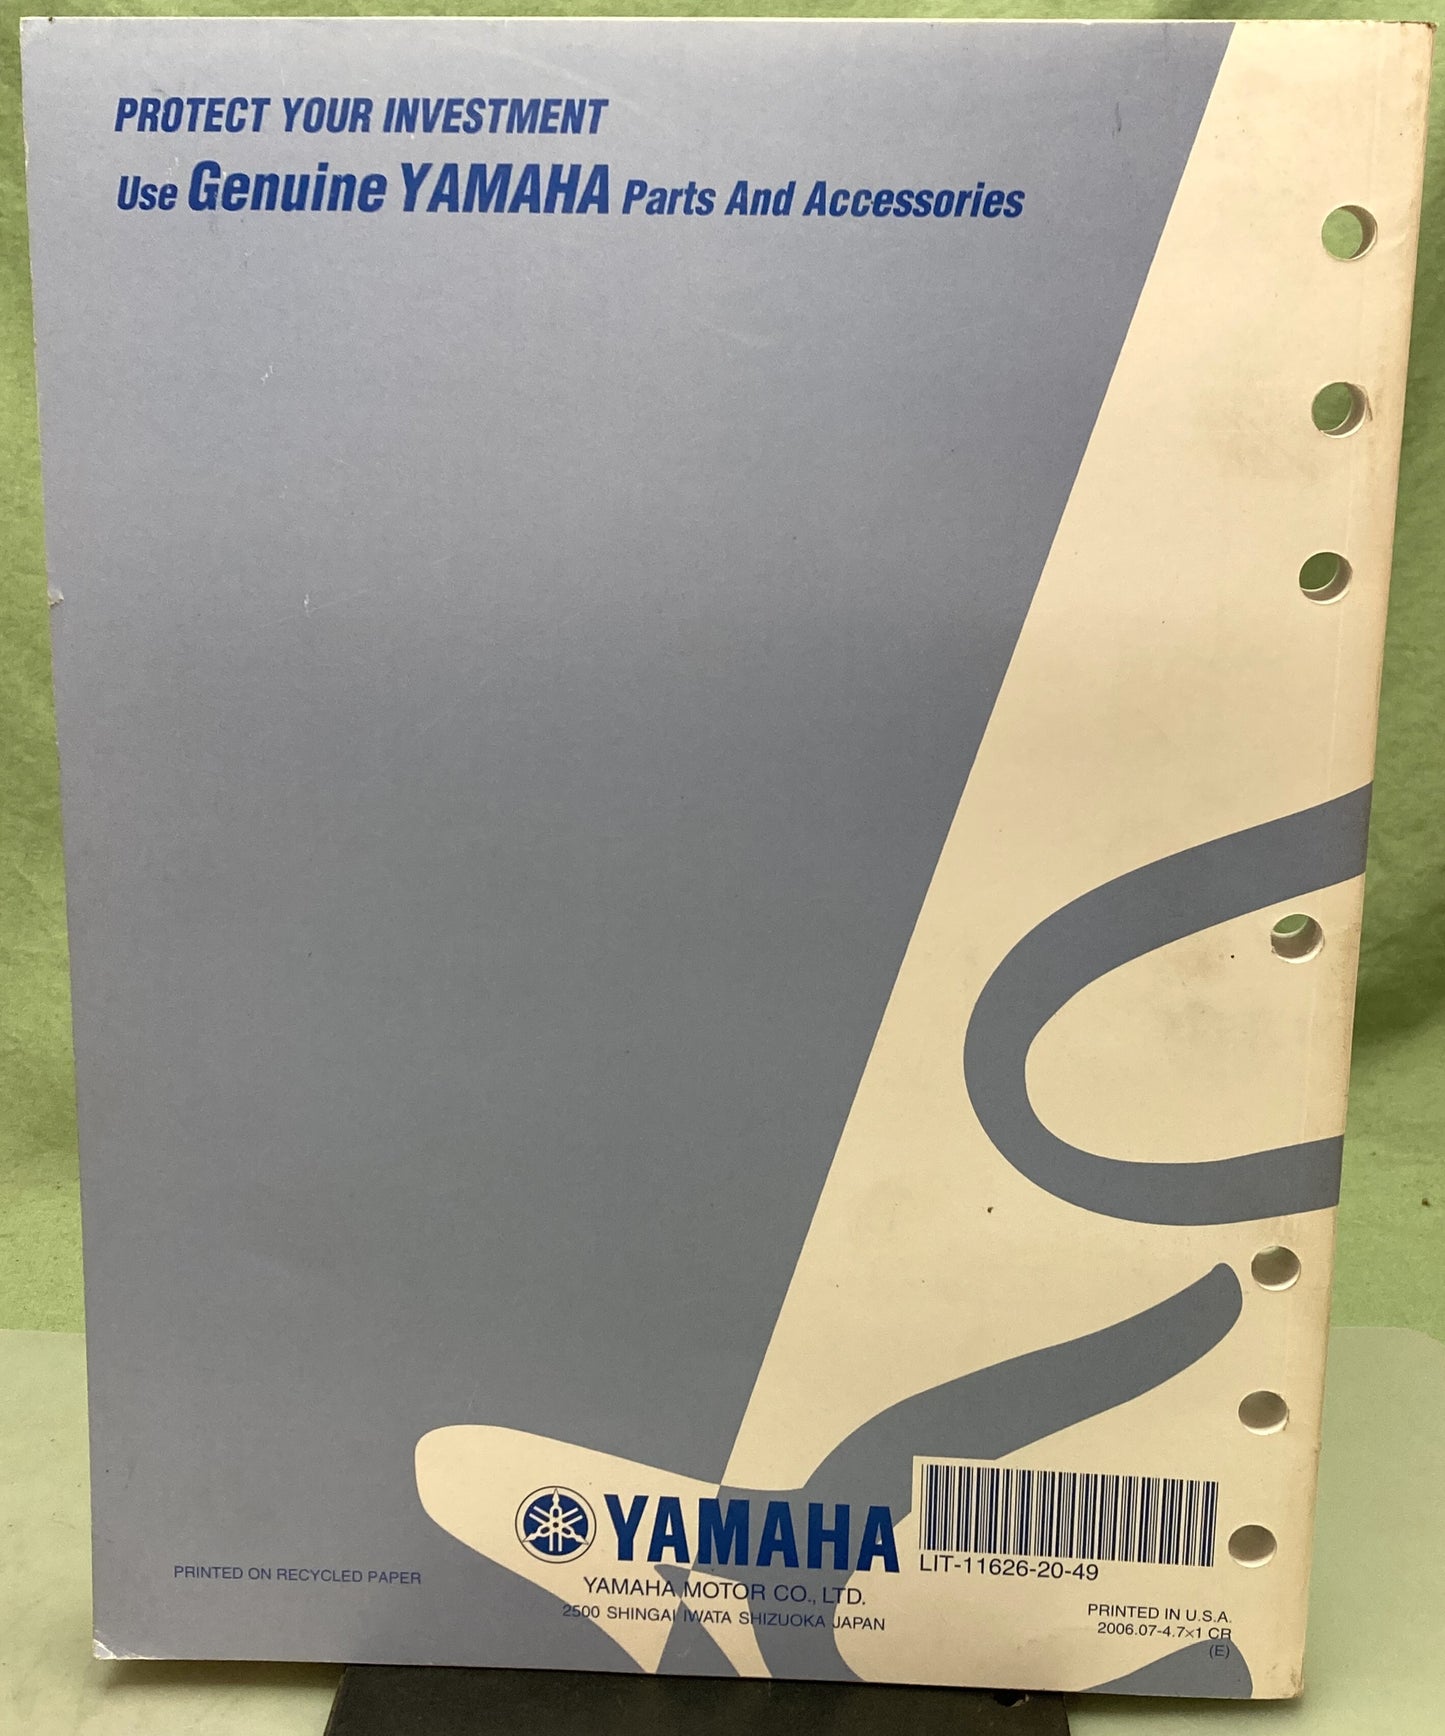 PROTECT YOUR INVESTMENT
Use Genuine YAMAHA Parts And Accessories
YAMAHA
LIT-11626-20-49
PRINTED ON RECYCLED PAPER
YAMAHA MOTOR CO., LTD.
2500 SHINGAI IWATA SHIZUOKA JAPAN
PRINTED IN U.S.A.
2006.07-4.7×1 CR
(E)